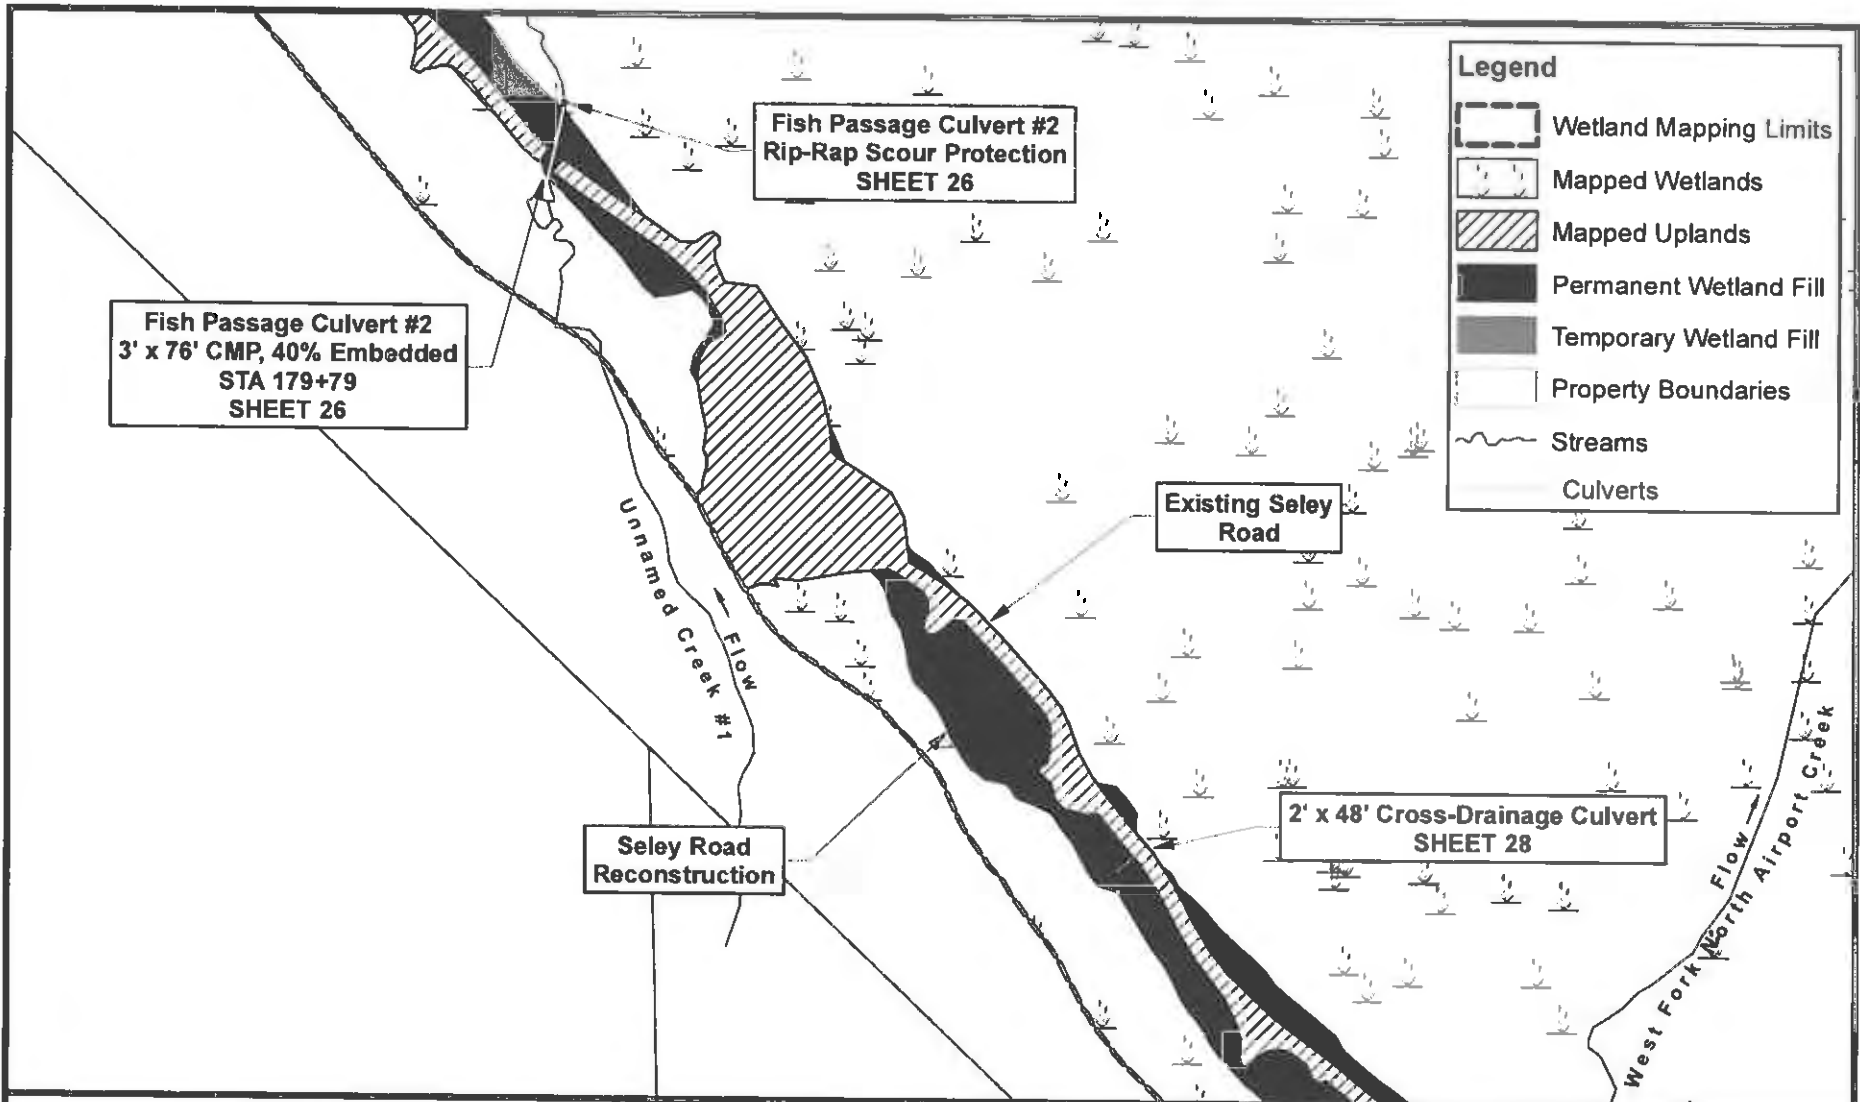 Legend
Wetland Mapping Limits
Mapped Wetlands
Mapped Uplands
Permanent Wetland Fill
Temporary Wetland Fill
Property Boundaries
Streams
Culverts
Fish Passage Culvert #2
Rip-Rap Scour Protection
SHEET 26
Fish Passage Culvert #2
3' x 76' CMP, 40% Embedded
STA 179+79
SHEET 26
Existing Seley
Road
Unnamed Creek #1
Flow
Seley Road
Reconstruction
2' x 48' Cross-Drainage Culvert
SHEET 28
Flow
West Fork North Airport Creek